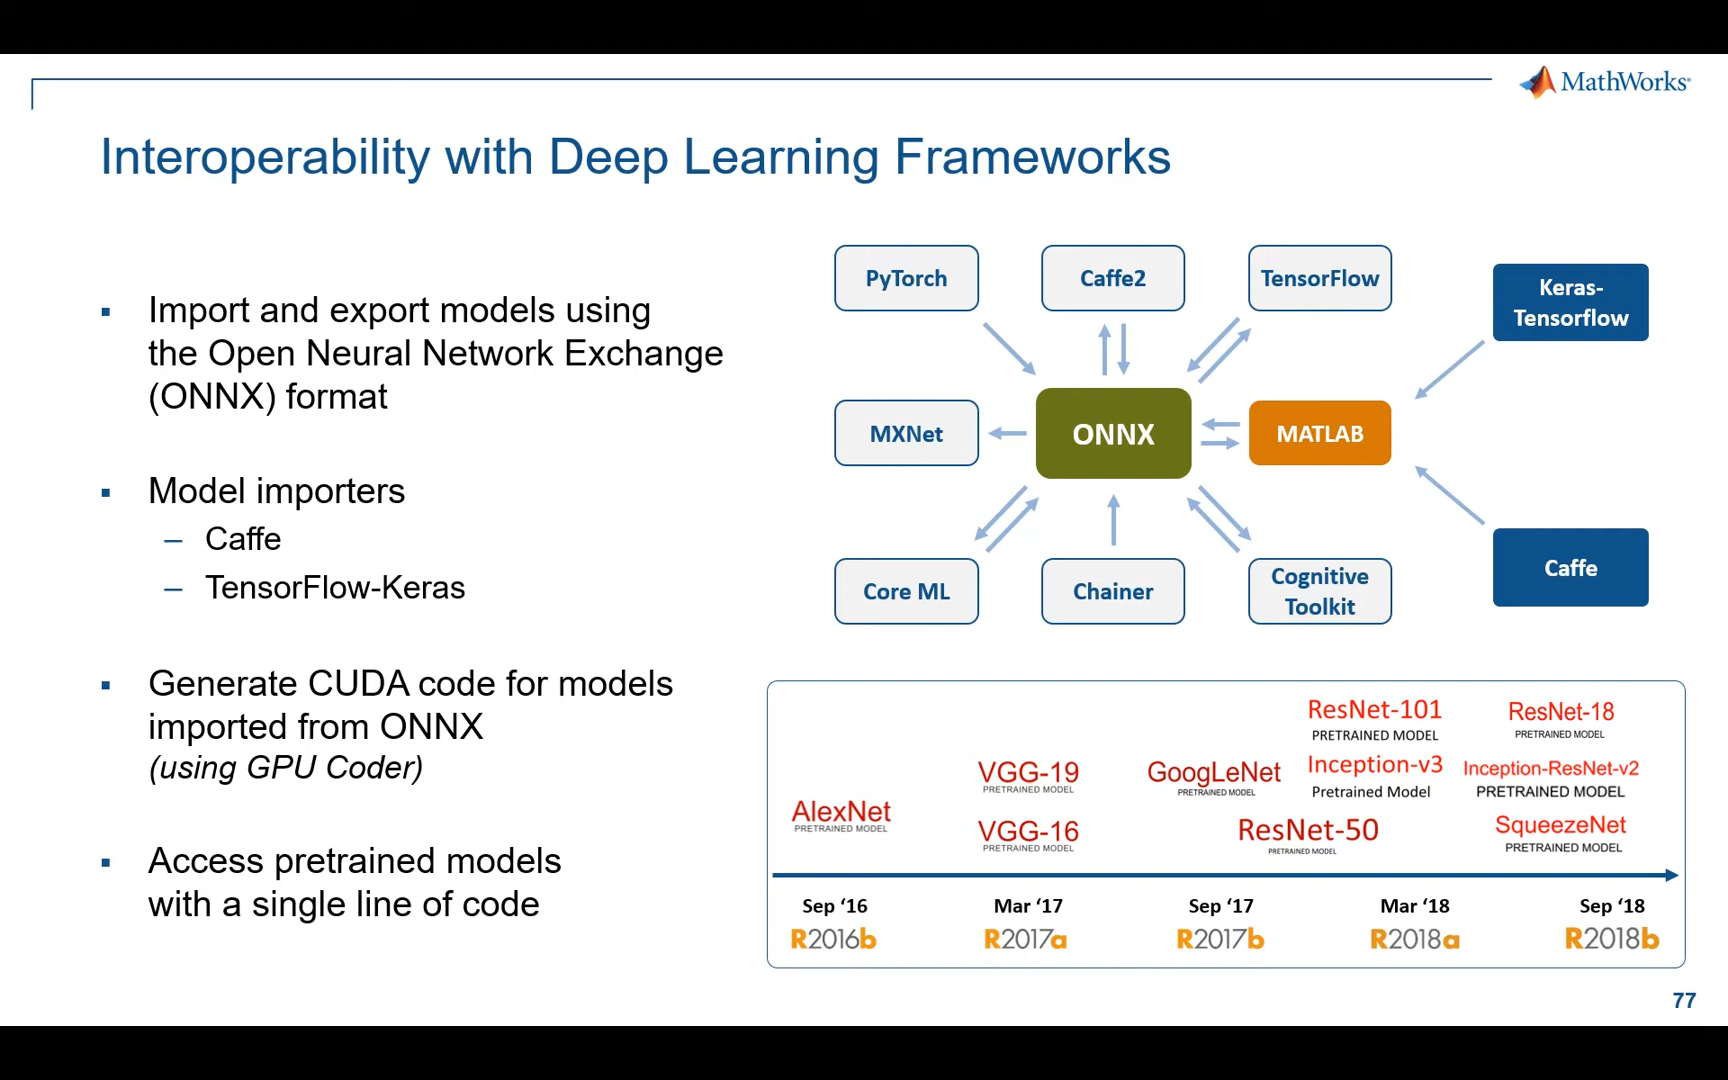 MathWorks®
Interoperability with Deep Learning Frameworks
▪ Import and export models using
the Open Neural Network Exchange
(ONNX) format
▪ Model importers
– Caffe
– TensorFlow-Keras
▪ Generate CUDA code for models
imported from ONNX
(using GPU Coder)
▪ Access pretrained models
with a single line of code
PyTorch
Caffe2
TensorFlow
Keras-
Tensorflow
MXNet
ONNX
MATLAB
Core ML
Chainer
Cognitive
Toolkit
Caffe
AlexNet
PRETRAINED MODEL
VGG-19
PRETRAINED MODEL
VGG-16
PRETRAINED MODEL
GoogLeNet
PRETRAINED MODEL
ResNet-50
PRETRAINED MODEL
ResNet-101
PRETRAINED MODEL
Inception-v3
Pretrained Model
ResNet-18
PRETRAINED MODEL
Inception-ResNet-v2
PRETRAINED MODEL
SqueezeNet
PRETRAINED MODEL
Sep ‘16
R2016b
Mar ‘17
R2017a
Sep ‘17
R2017b
Mar ‘18
R2018a
Sep ‘18
R2018b
77